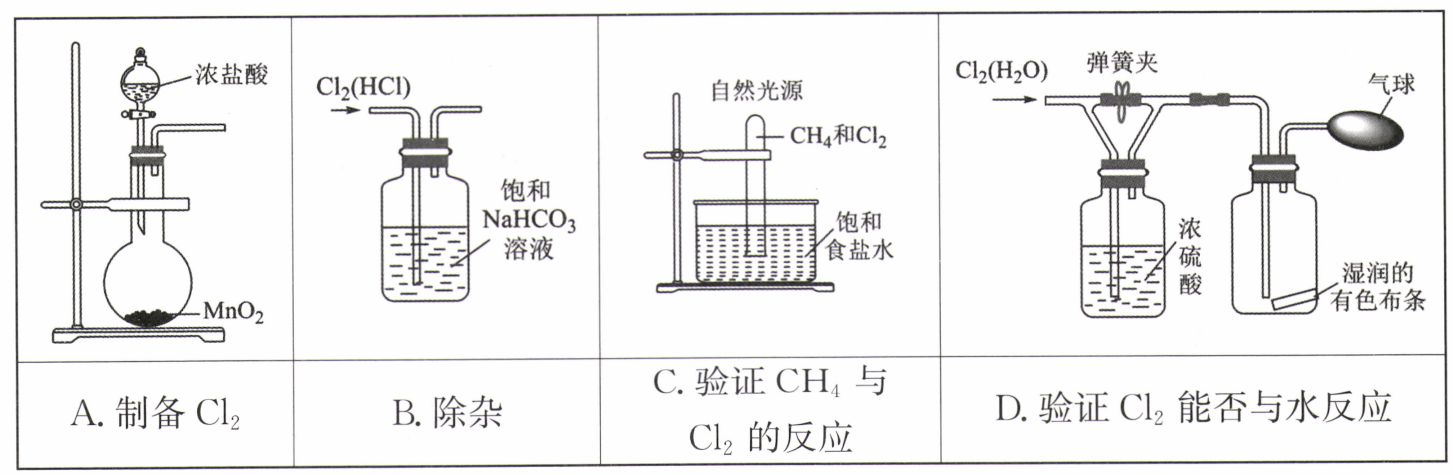 浓盐酸
MnO₂
A. 制备 Cl₂
Cl₂(HCl)
饱和
NaHCO₃
溶液
B. 除杂
自然光源
CH₄和Cl₂
饱和
食盐水
C. 验证 CH₄ 与
Cl₂ 的反应
Cl₂(H₂O)
弹簧夹
气球
浓
硫
酸
湿润的
有色布条
D. 验证 Cl₂ 能否与水反应